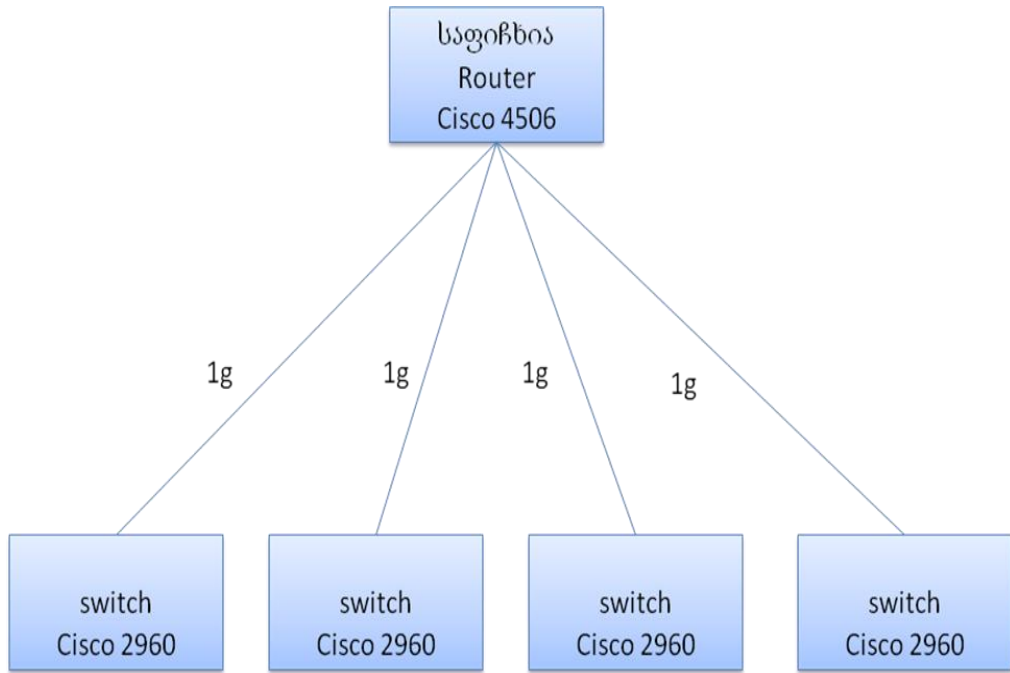 საფიჩხია
Router
Cisco 4506
1g
1g
1g
1g
switch
Cisco 2960
switch
Cisco 2960
switch
Cisco 2960
switch
Cisco 2960